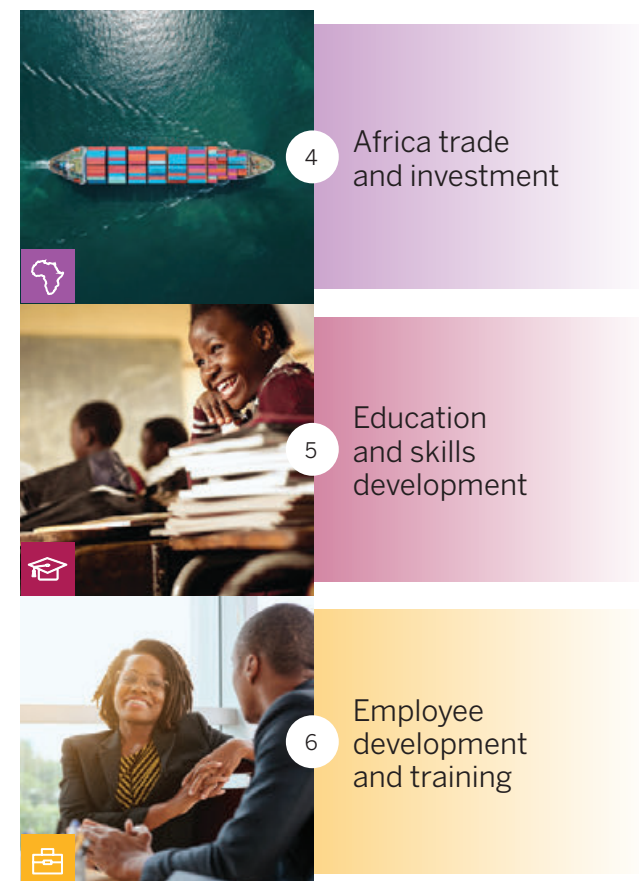 4
Africa trade
and investment
5
Education
and skills
development
6
Employee
development
and training